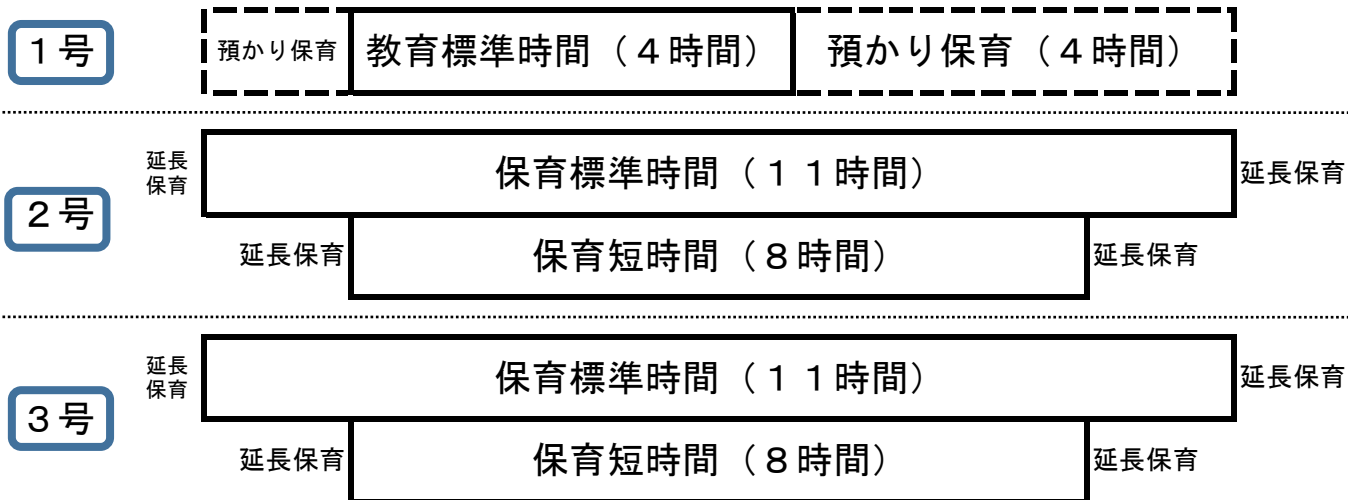 1号
預かり保育
教育標準時間（4時間）
預かり保育（4時間）
延長
保育
保育標準時間（11時間）
延長保育
2号
延長保育
保育短時間（8時間）
延長保育
延長
保育
保育標準時間（11時間）
延長保育
3号
延長保育
保育短時間（8時間）
延長保育